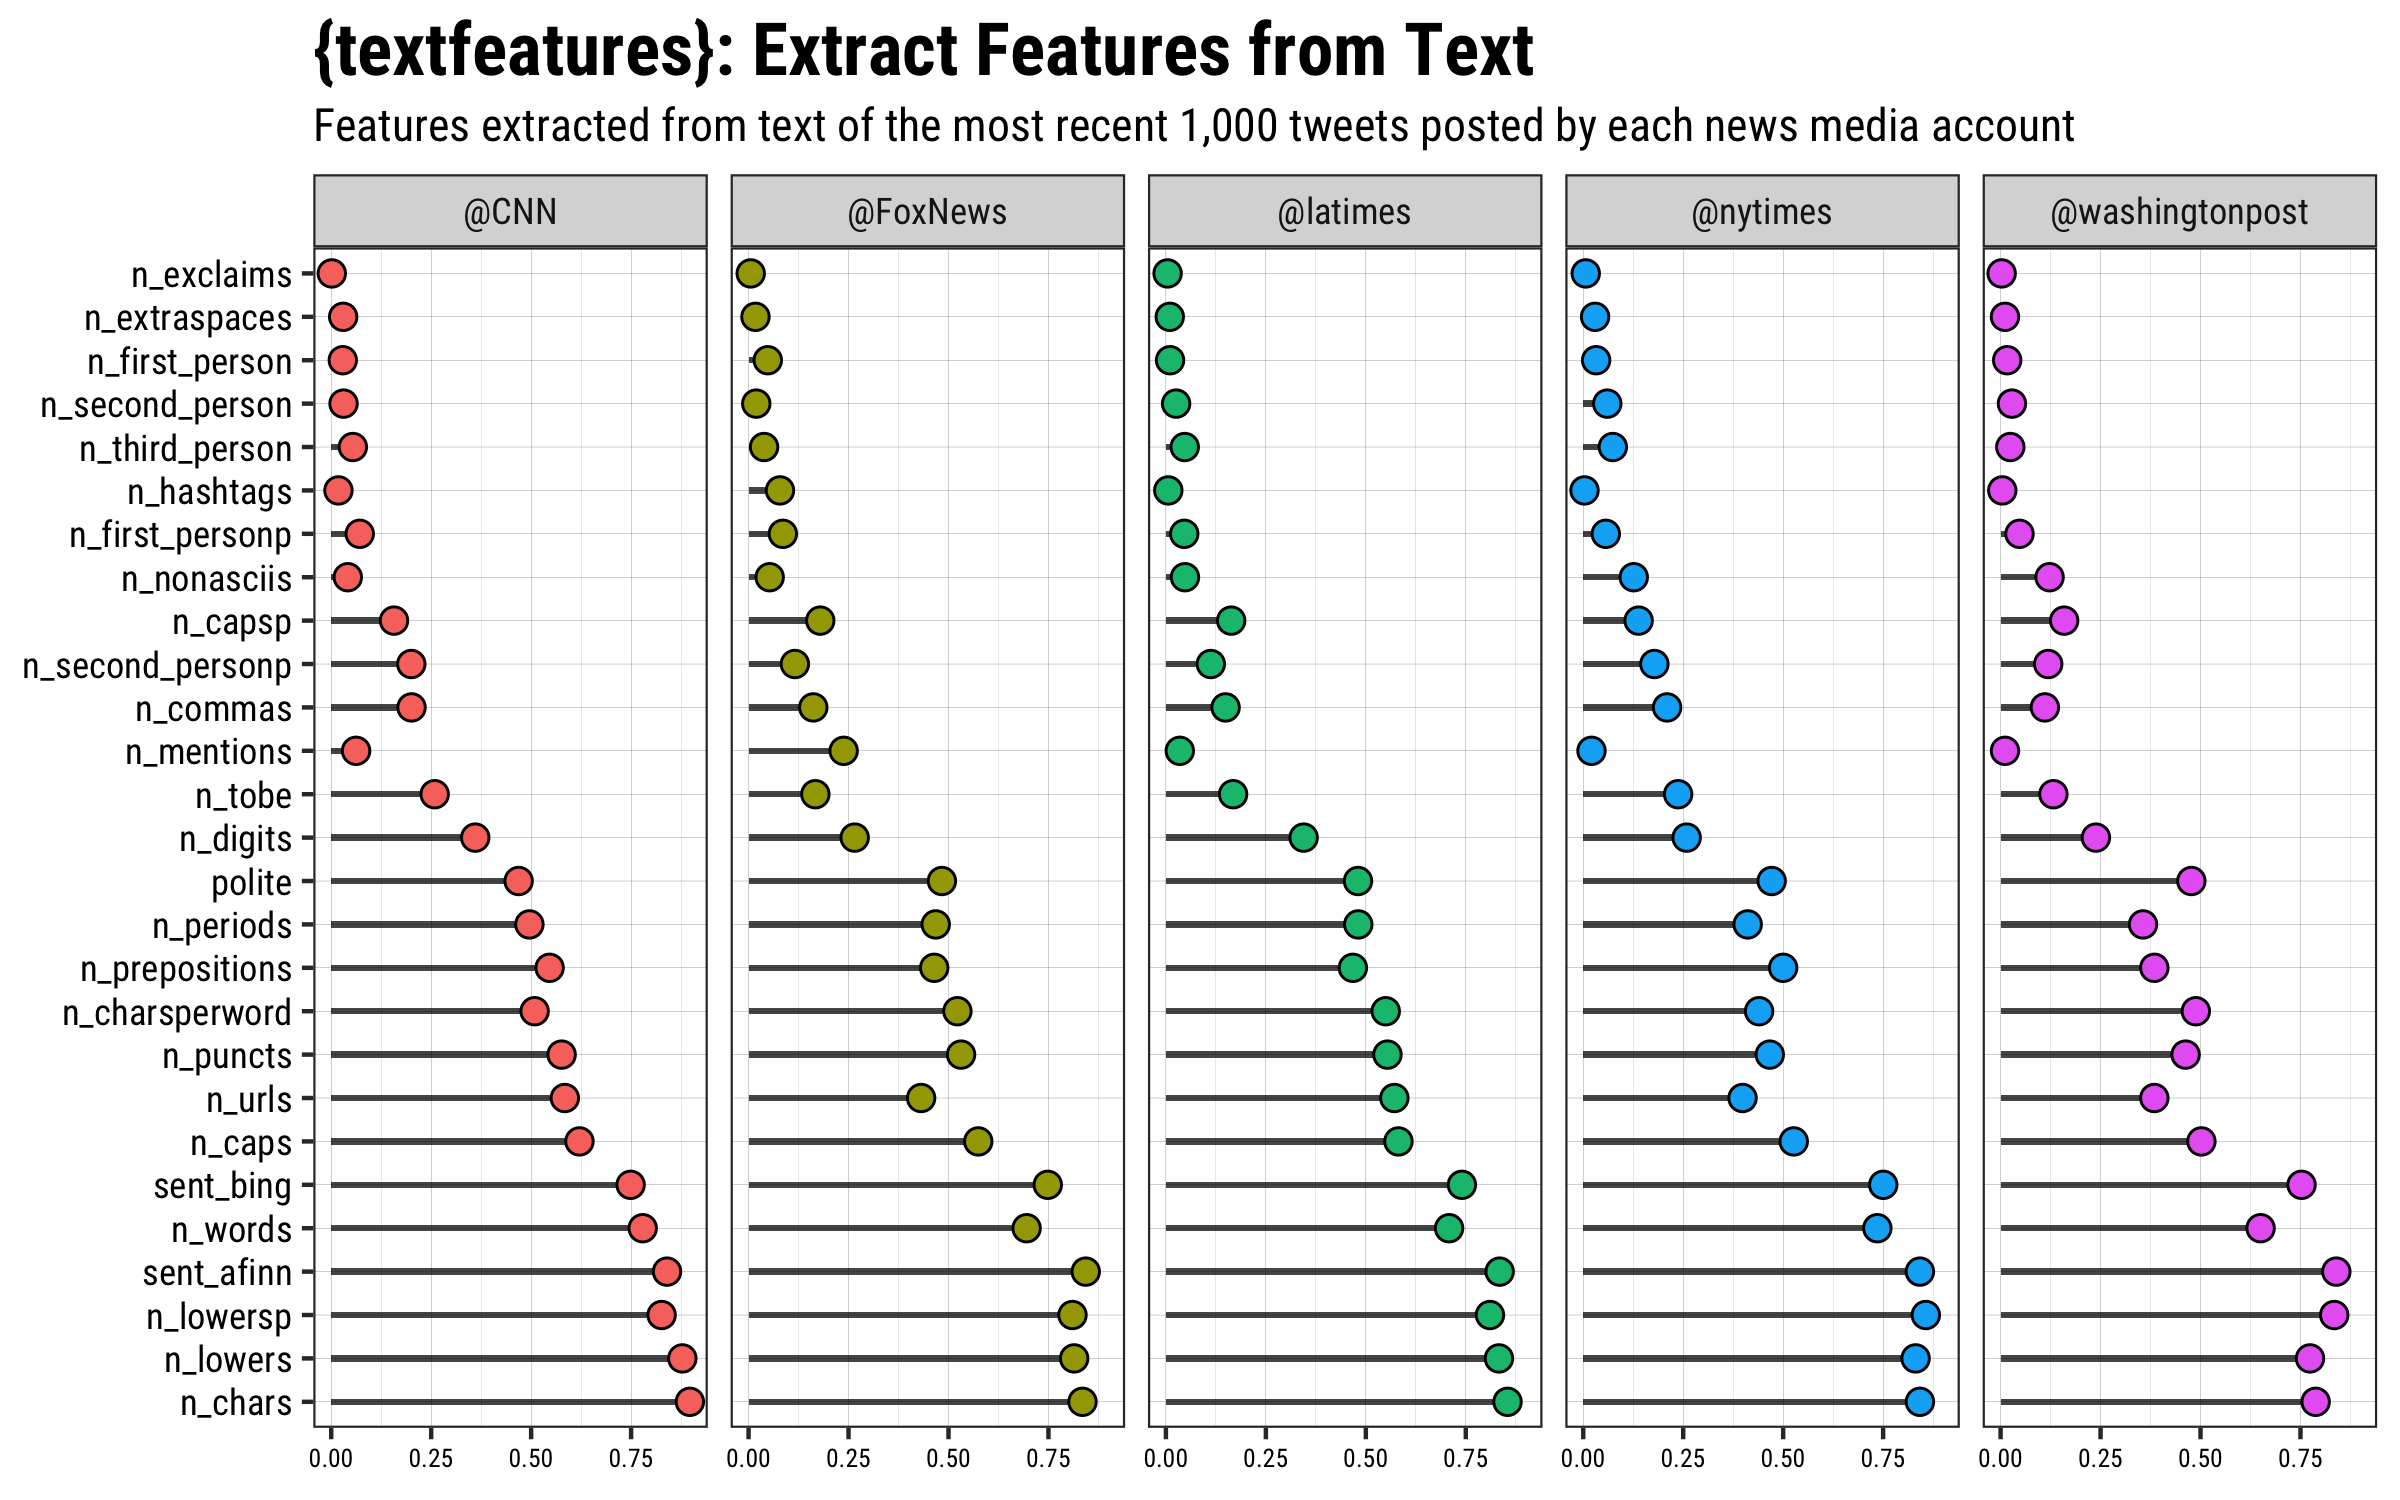 {textfeatures}: Extract Features from Text
Features extracted from text of the most recent 1,000 tweets posted by each news media account
@CNN @FoxNews @latimes @nytimes @washingtonpost
n_exclaims
n_extraspaces
n_first_person
n_second_person
n_third_person
n_hashtags
n_first_personp
n_nonasciis
n_capsp
n_second_personp
n_commas
n_mentions
n_tobe
n_digits
polite
n_periods
n_prepositions
n_charsperword
n_puncts
n_urls
n_caps
sent_bing
n_words
sent_afinn
n_lowersp
n_lowers
n_chars
0.00 0.25 0.50 0.75 0.00 0.25 0.50 0.75 0.00 0.25 0.50 0.75 0.00 0.25 0.50 0.75 0.00 0.25 0.50 0.75